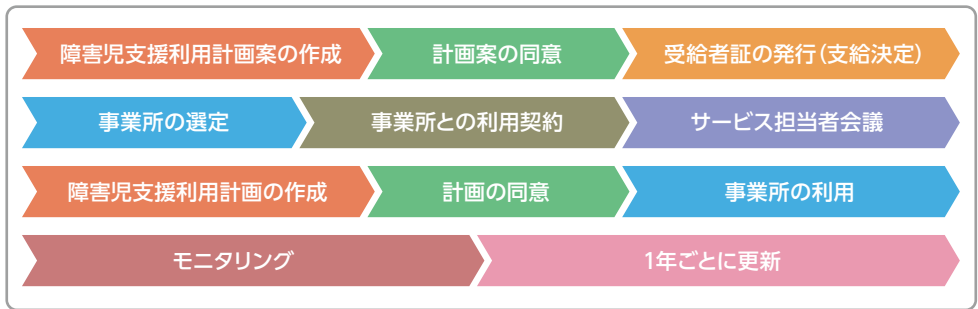 障害児支援利用計画案の作成
計画案の同意
受給者証の発行(支給決定)
事業所の選定
事業所との利用契約
サービス担当者会議
障害児支援利用計画の作成
計画の同意
事業所の利用
モニタリング
1年ごとに更新